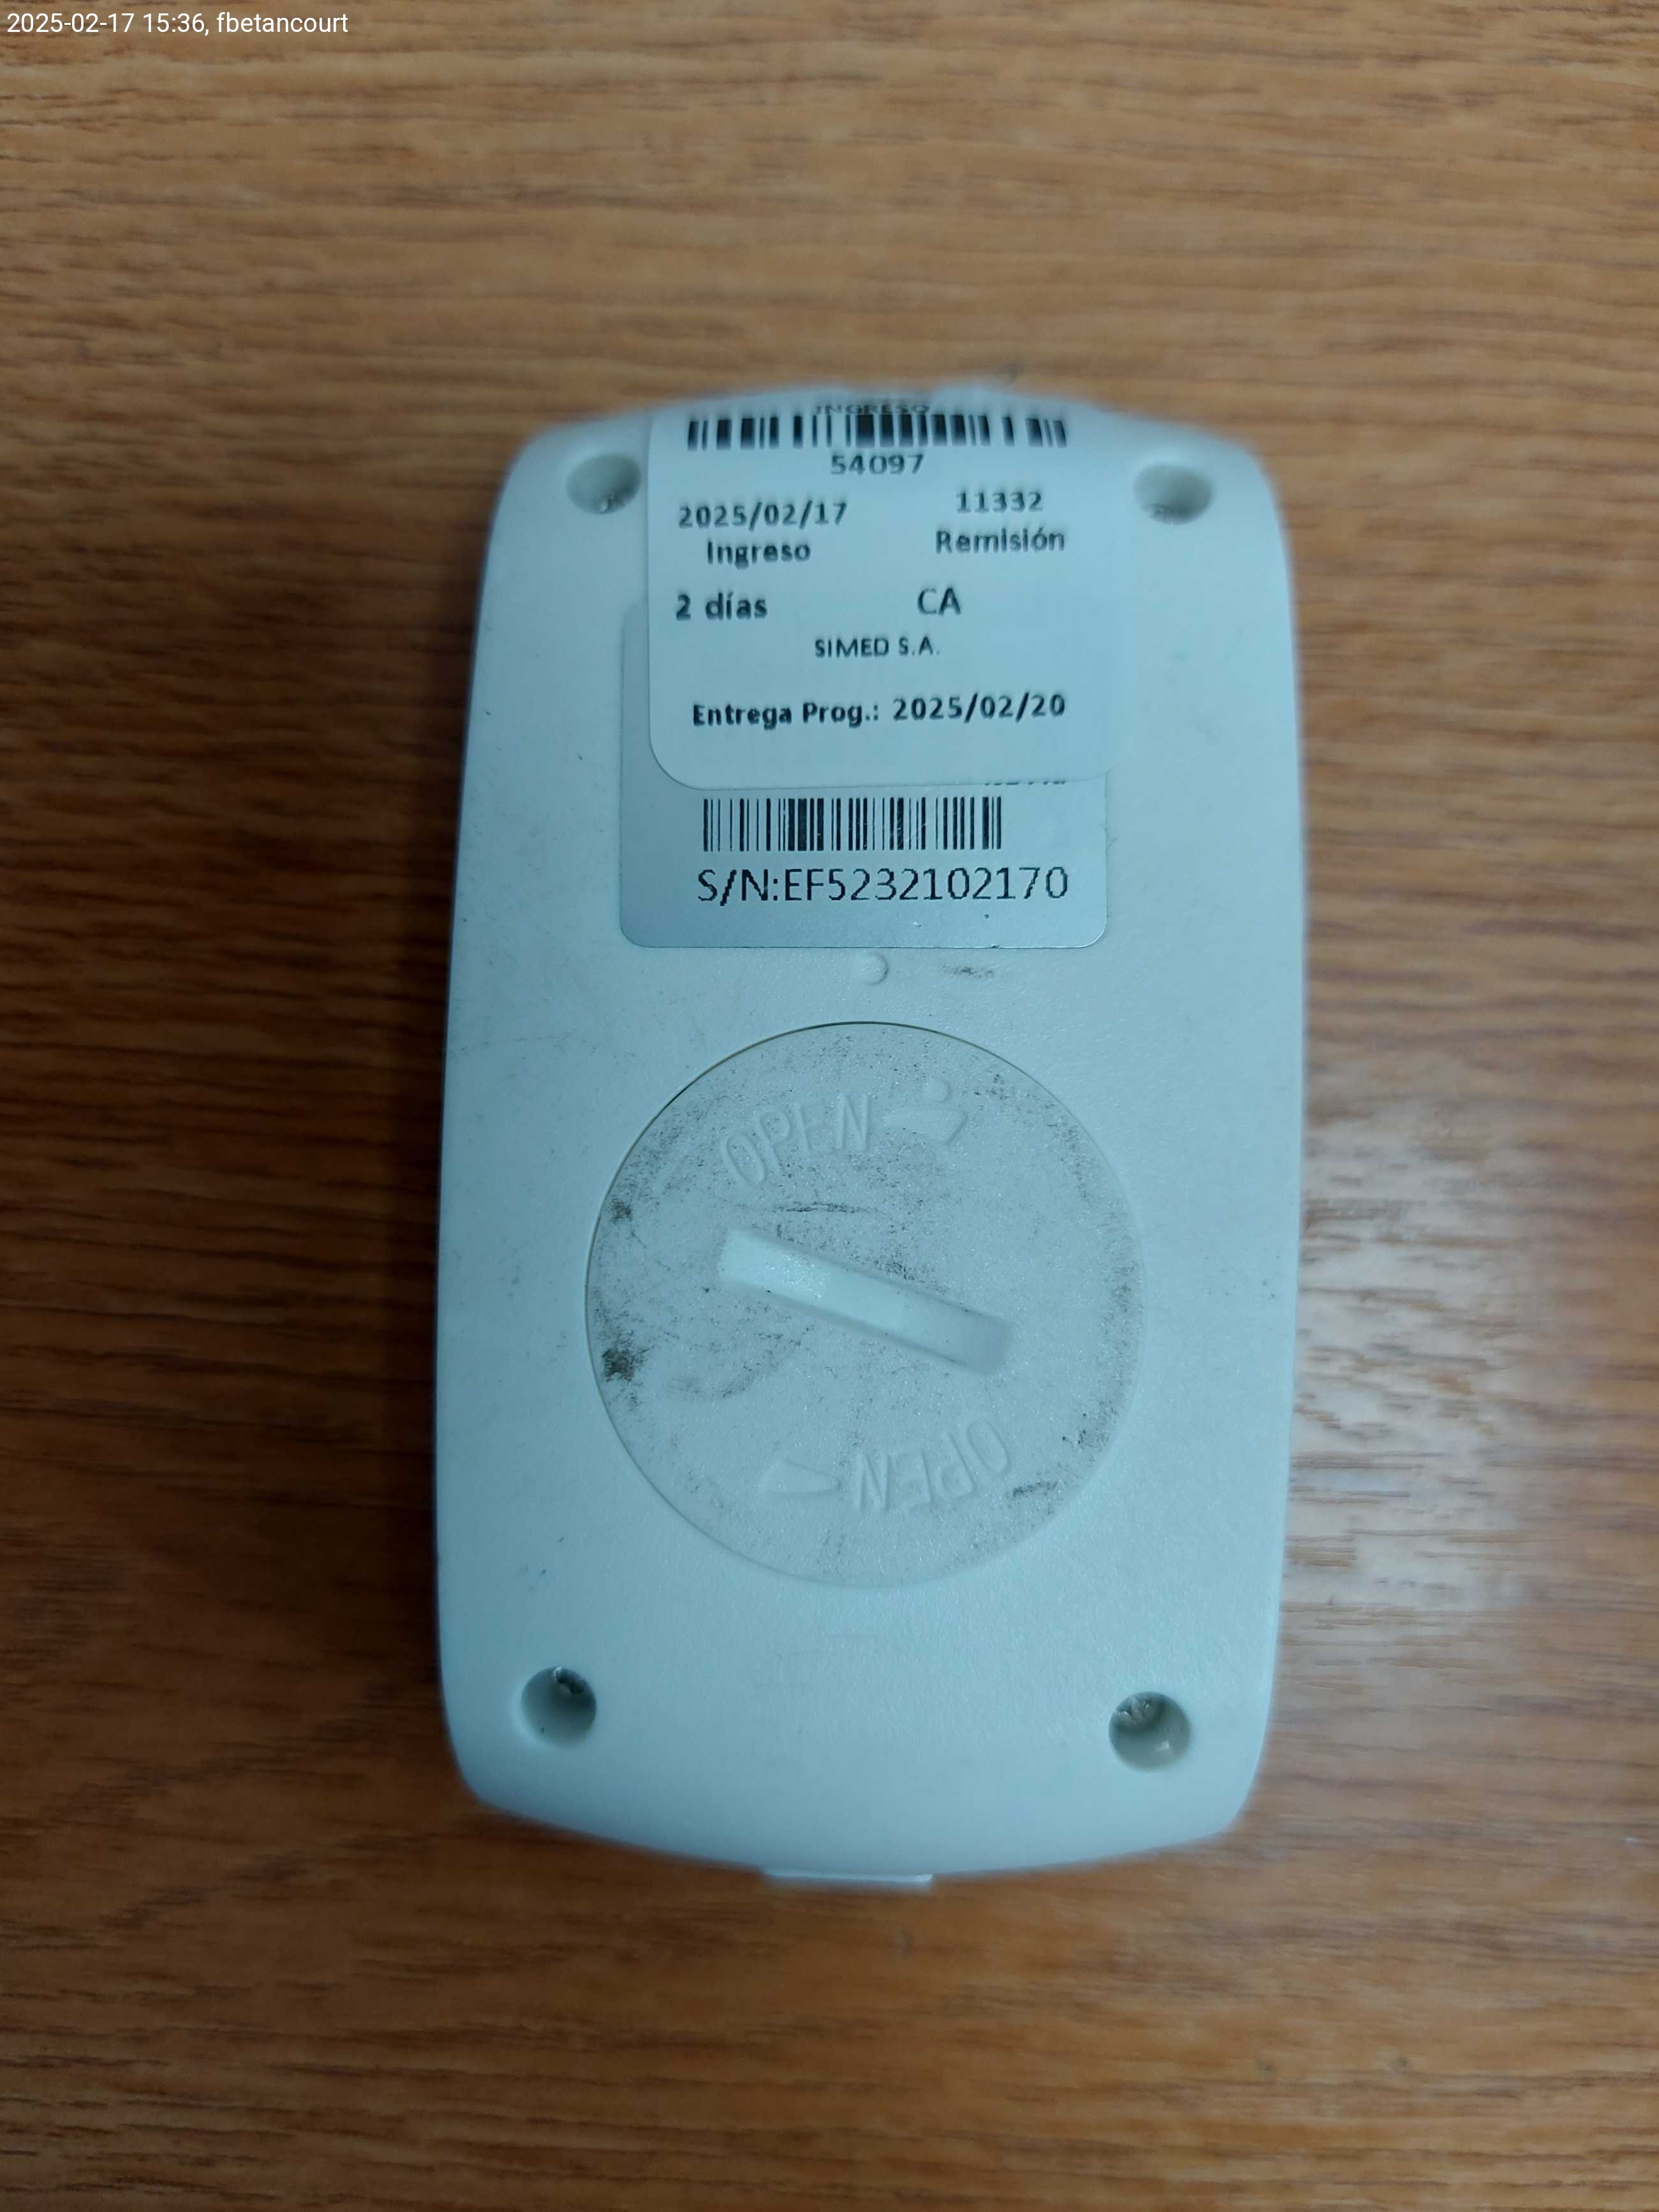 2025-02-17 15:36, fbetancourt
INGRESO
54097
2025/02/17 11332
Ingreso Remisión
2 días CA
SIMED S.A.
Entrega Prog.: 2025/02/20
S/N:EF5232102170
OPEN
OPEN